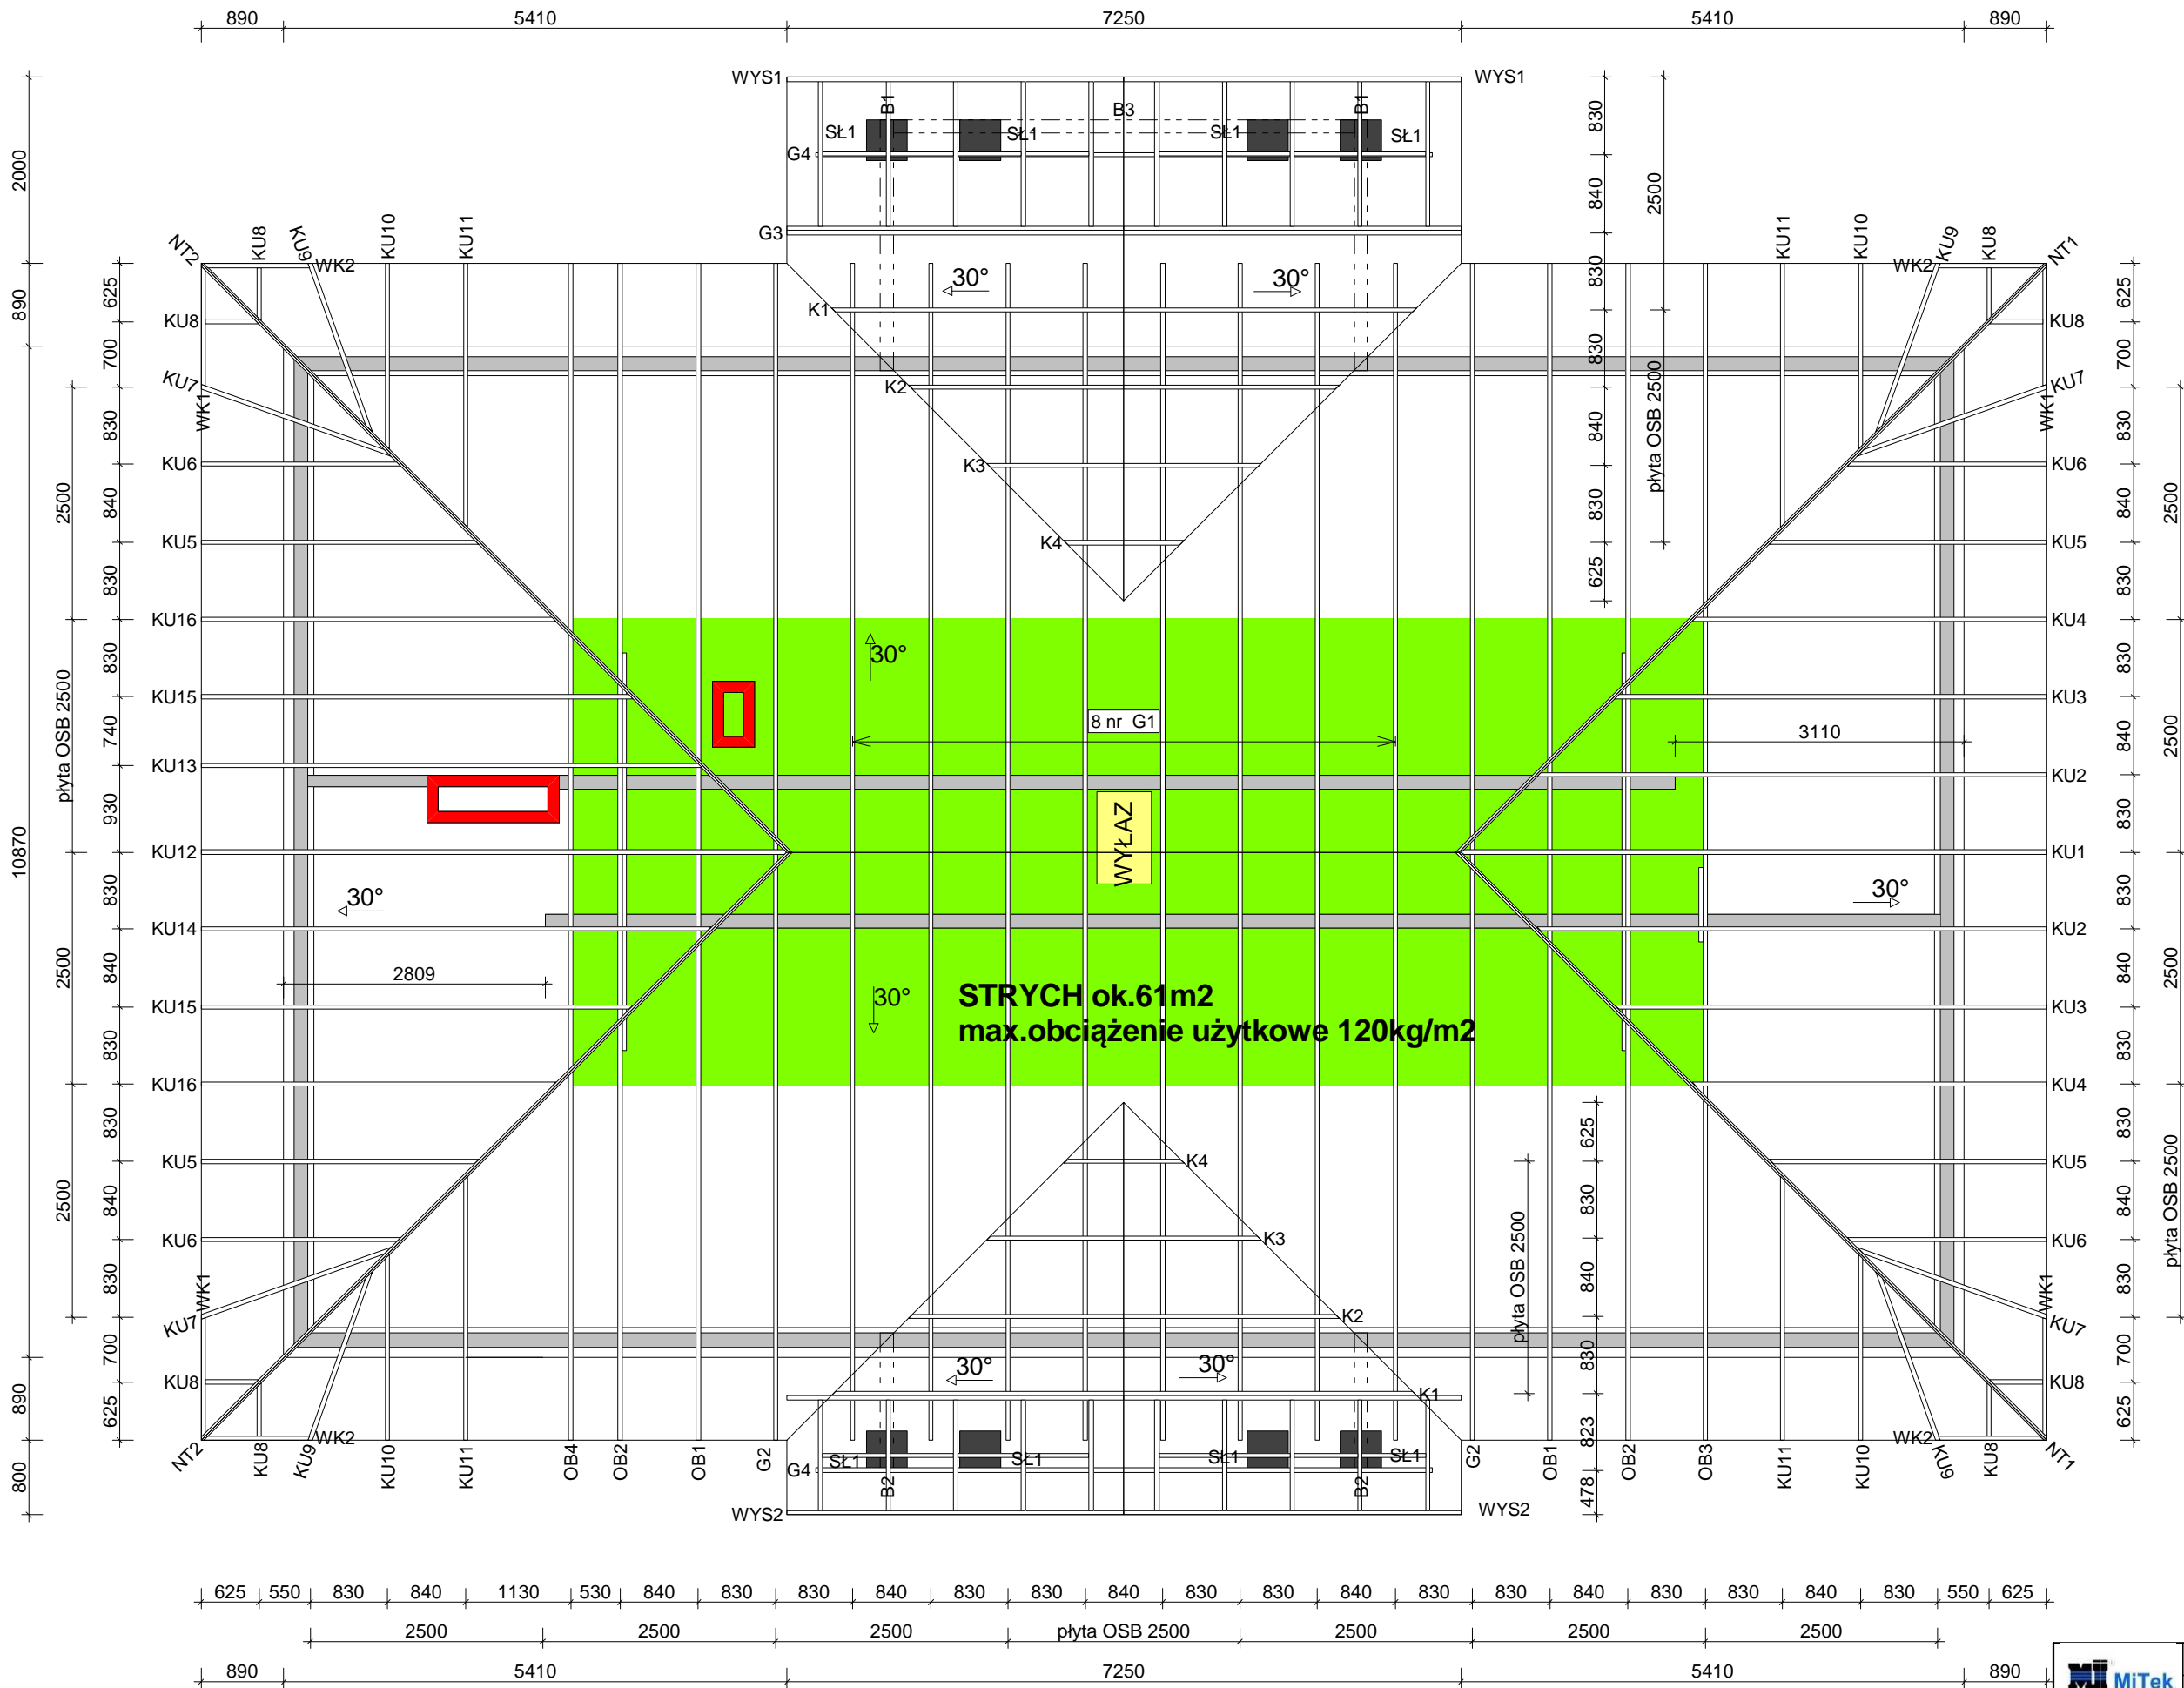 890 5410 7250 5410 890
WYS1 WYS1
B1 B3 B1
SŁ1 SŁ1 SŁ1 SŁ1
G4
G3
2000 890 10870 890 800
2500 płyta OSB 2500 2500 2500
625 700 830 840 830 830 740 930 830 840 830 830 840 830 700 625
NT2 KU8 KU9 WK2 KU10 KU11
KU11 KU10 WK2 KU9 KU8 NT1
830 840 830 830 840 830 625
2500 płyta OSB 2500
30° 30°
K1
K2
K3
K4
KU8
KU7
WK1
KU6
KU5
KU16
KU15
KU13
KU12
KU14
KU15
KU16
KU5
KU6
WK1
KU7
KU8
KU8
KU7
WK1
KU6
KU5
KU4
KU3
KU2
KU1
KU2
KU3
KU4
KU5
KU6
WK1
KU7
KU8
625 700 830 840 830 830 840 830 830 840 830 830 840 830 700 625
2500 2500 2500 płyta OSB 2500
30°
8 nr G1
3110
WYŁAZ
30° 30°
2809
30°
STRYCH ok.61m2
max.obciążenie użytkowe 120kg/m2
K4
K3
K2
K1
625 830 840 830 823 478
płyta OSB 2500
30° 30°
NT2 KU8 KU9 WK2 KU10 KU11 OB4 OB2 OB1 G2
G4 SŁ1 B2 SŁ1 SŁ1 B2 SŁ1
G2 OB1 OB2 OB3 KU11 KU10 WK2 KU9 KU8 NT1
WYS2 WYS2
625 550 830 840 1130 530 840 830 830 840 830 830 840 830 830 840 830 830 840 830 830 840 830 550 625
2500 2500 2500 płyta OSB 2500 2500 2500 2500
890 5410 7250 5410 890
MiTek